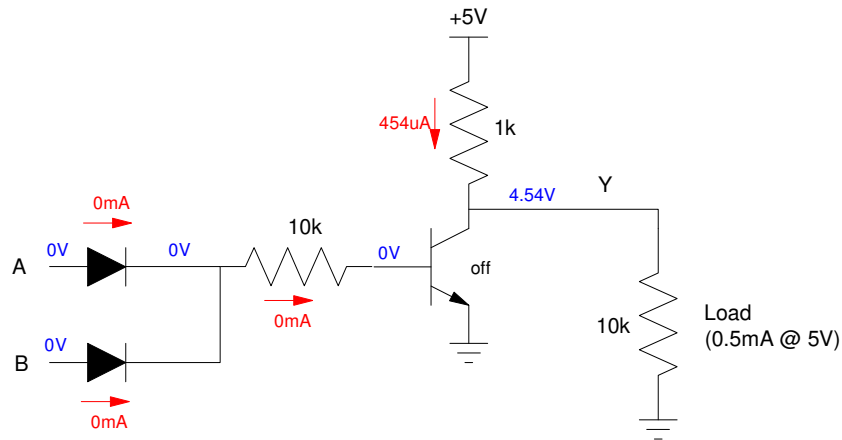 +5V
454uA
1k
4.54V
Y
0mA
10k
A
0V
0V
0V
off
0mA
10k
Load
(0.5mA @ 5V)
B
0V
0mA